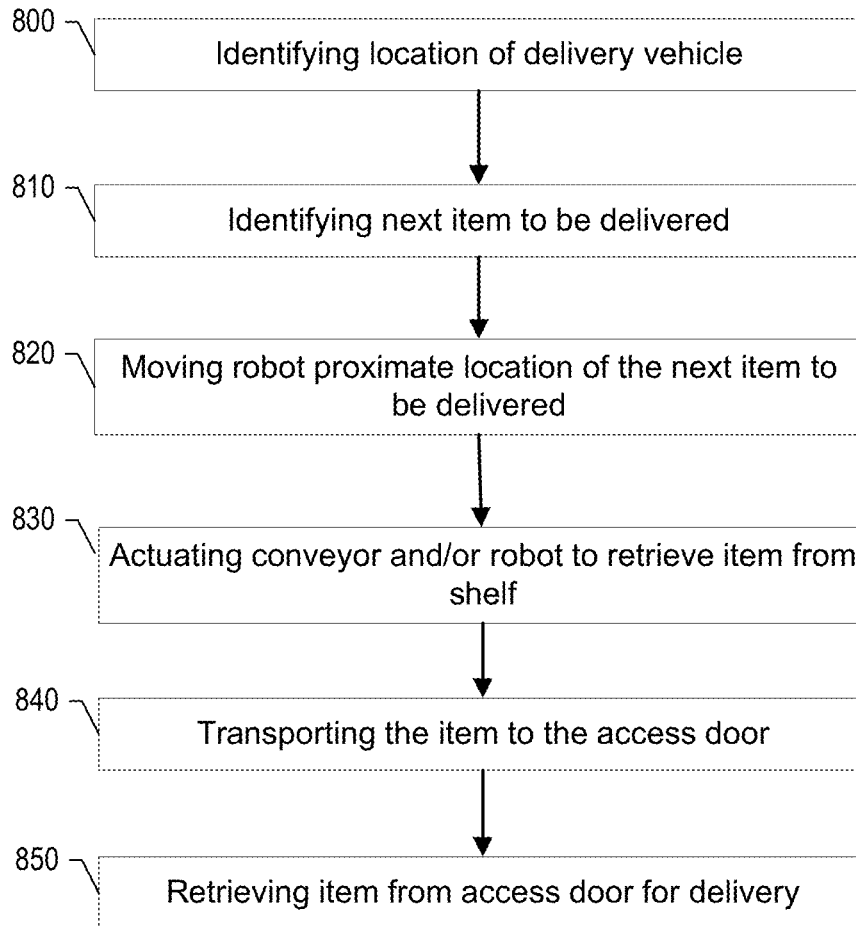 800
Identifying location of delivery vehicle
810
Identifying next item to be delivered
820
Moving robot proximate location of the next item to
be delivered
830
Actuating conveyor and/or robot to retrieve item from
shelf
840
Transporting the item to the access door
850
Retrieving item from access door for delivery